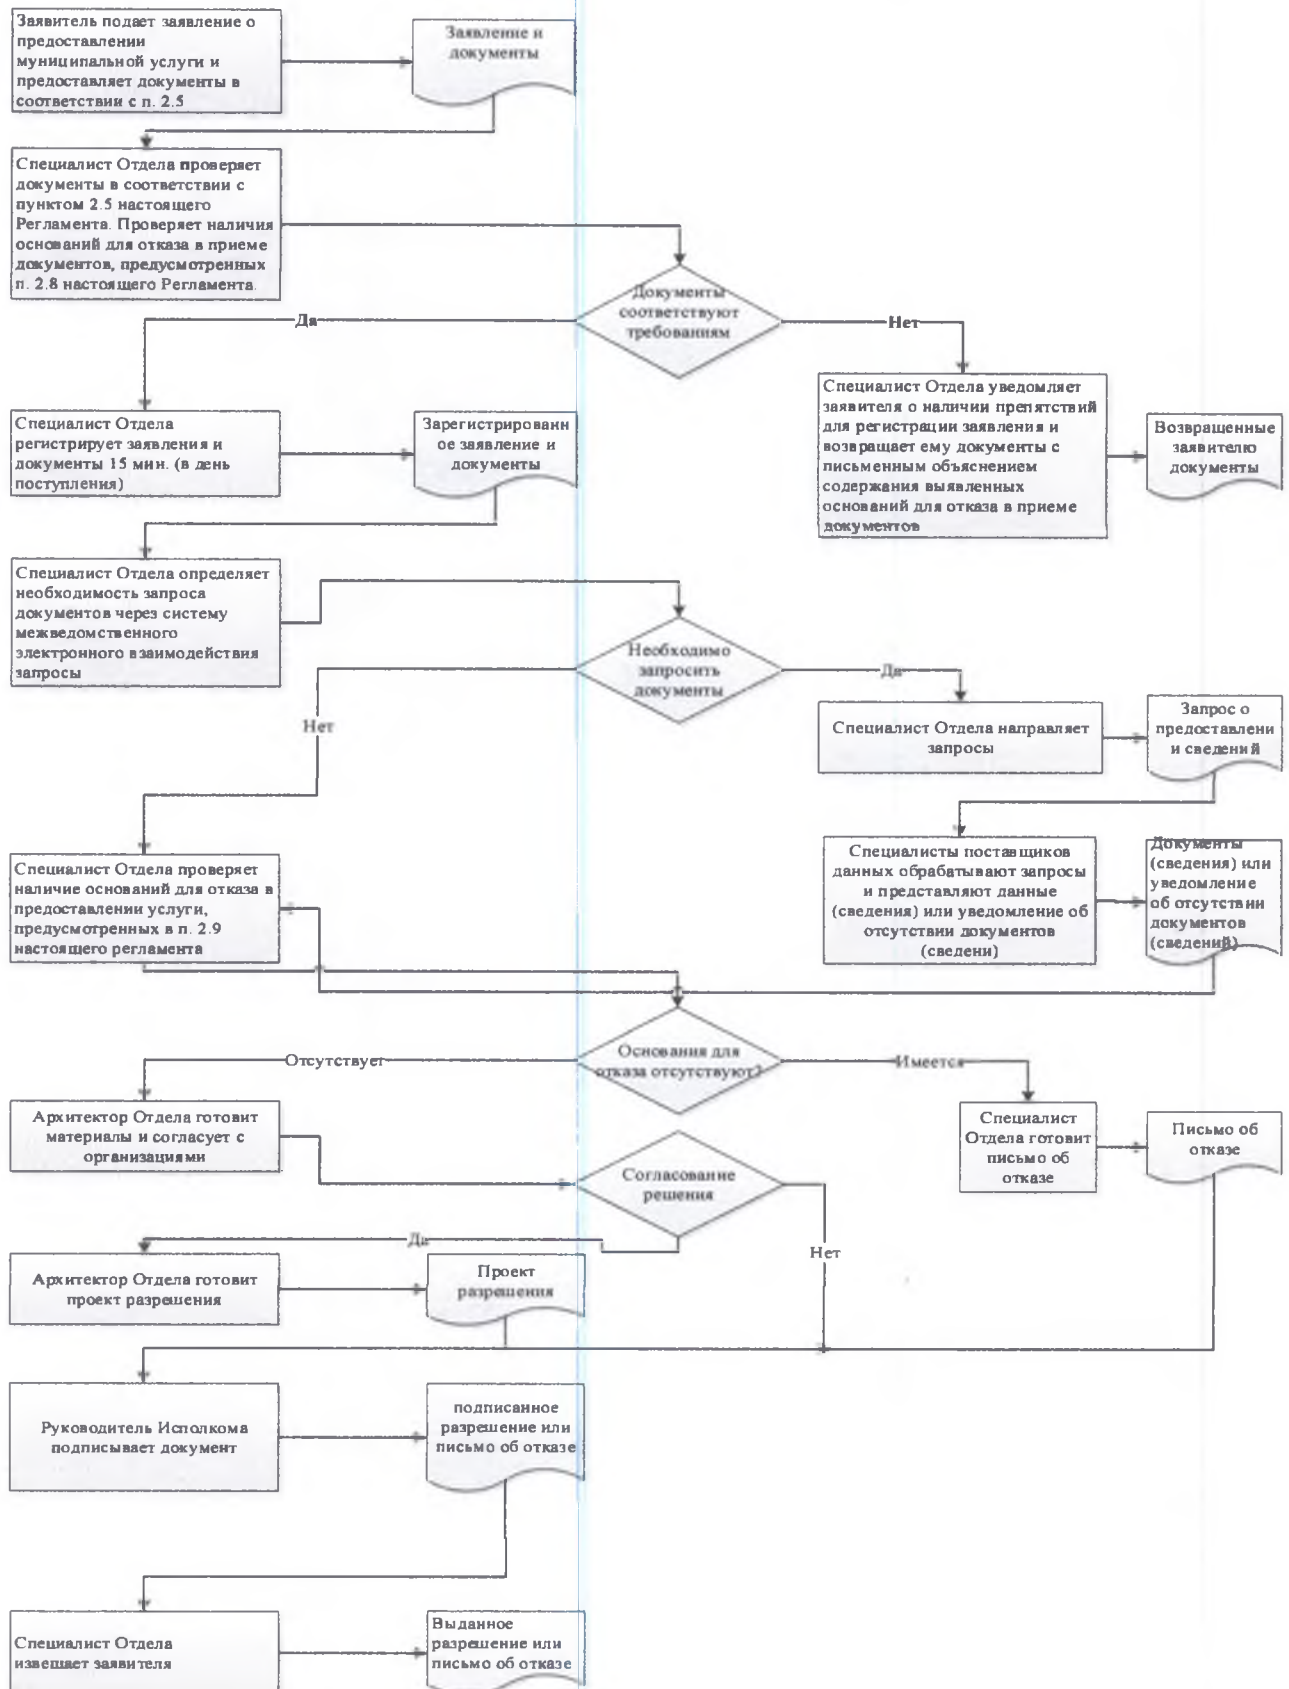 Заявитель подает заявление о
предоставлении
муниципальной услуги и
предоставляет документы в
соответствии с п. 2.5
Заявление и
документы
Специалист Отдела проверяет
документы в соответствии с
пунктом 2.5 настоящего
Регламента. Проверяет наличия
оснований для отказа в приеме
документов, предусмотренных
п. 2.8 настоящего Регламента.
Документы
соответствуют
требованиям
Да
Нет
Специалист Отдела
регистрирует заявления и
документы 15 мин. (в день
поступления)
Зарегистрированн
ое заявление и
документы
Специалист Отдела уведомляет
заявителя о наличии препятствий
для регистрации заявления и
возвращает ему документы с
письменным объяснением
содержания выявленных
оснований для отказа в приеме
документов
Возвращенные
заявителю
документы
Специалист Отдела определяет
необходимость запроса
документов через систему
межведомственного
электронного взаимодействия
запросы
Необходимо
запросить
документы
Да
Нет
Специалист Отдела направляет
запросы
Запрос о
предоставлени
и сведений
Специалист Отдела проверяет
наличие оснований для отказа в
предоставлении услуги,
предусмотренных в п. 2.9
настоящего регламента
Специалисты поставщиков
данных обрабатывают запросы
и представляют данные
(сведения) или уведомление об
отсутствии документов
(сведени)
Документы
(сведения) или
уведомление
об отсутствии
документов
(сведений)
Основания для
отказа отсутствуют?
Отсутствует
Имеется
Архитектор Отдела готовит
материалы и согласует с
организациями
Согласование
решения
Специалист
Отдела готовит
письмо об
отказе
Письмо об
отказе
Да
Нет
Архитектор Отдела готовит
проект разрешения
Проект
разрешения
Руководитель Исполкома
подписывает документ
подписанное
разрешение или
письмо об отказе
Специалист Отдела
извещает заявителя
Выданное
разрешение или
письмо об отказе